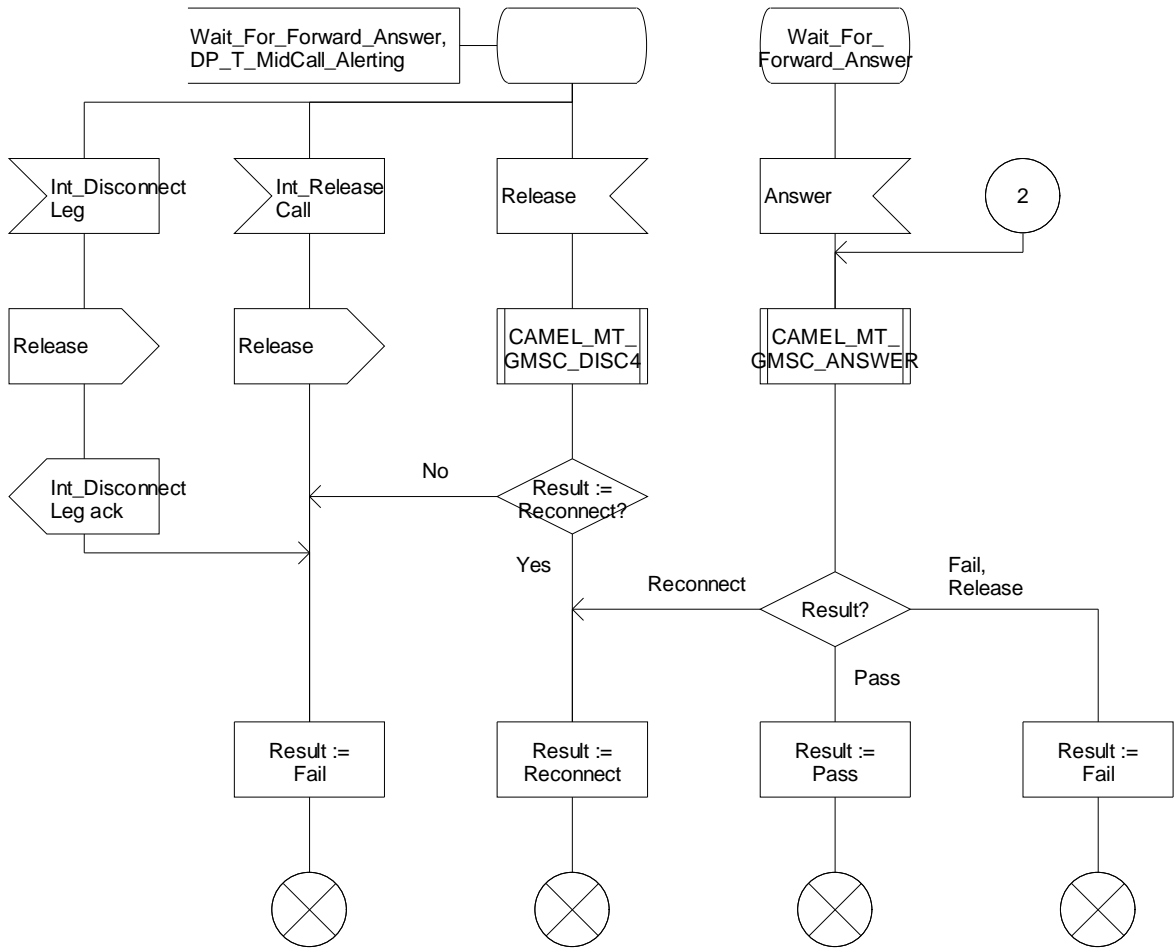 Wait_For_Forward_Answer,
DP_T_MidCall_Alerting
Wait_For_
Forward_Answer
Int_Disconnect
Leg
Int_Release
Call
Release
Answer
2
Release
Release
CAMEL_MT_
GMSC_DISC4
CAMEL_MT_
GMSC_ANSWER
Int_Disconnect
Leg ack
No
Result :=
Reconnect?
Yes
Reconnect
Result?
Fail,
Release
Pass
Result :=
Fail
Result :=
Reconnect
Result :=
Pass
Result :=
Fail